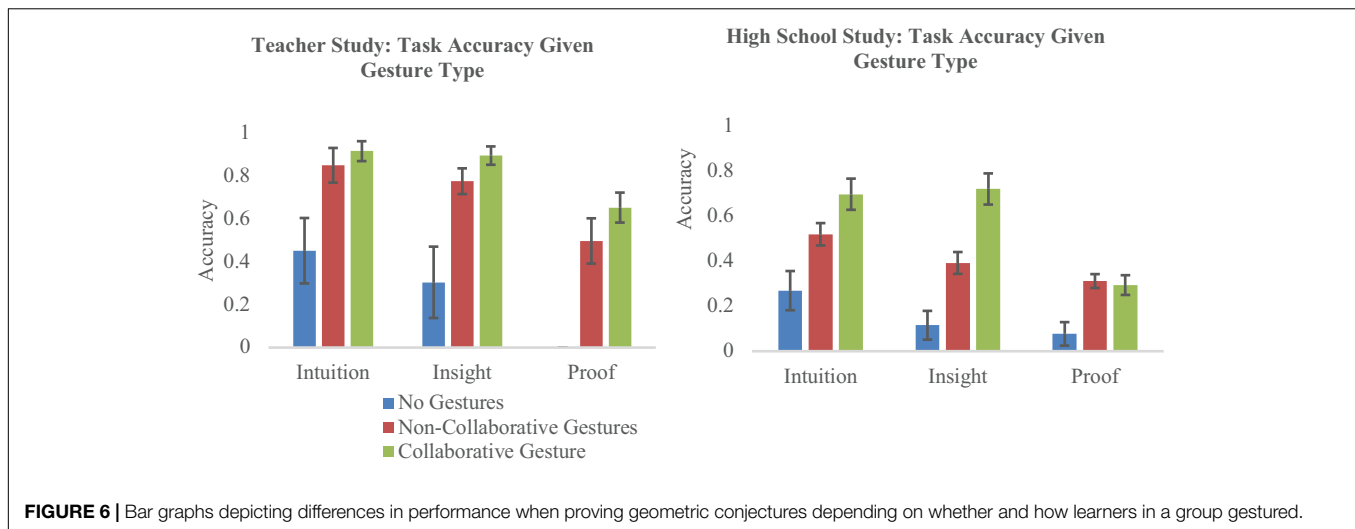 Teacher Study: Task Accuracy Given
Gesture Type
Accuracy
1
0.8
0.6
0.4
0.2
0
Intuition Insight Proof
No Gestures
Non-Collaborative Gestures
Collaborative Gesture
High School Study: Task Accuracy Given
Gesture Type
Accuracy
1
0.8
0.6
0.4
0.2
0
Intuition Insight Proof
FIGURE 6 | Bar graphs depicting differences in performance when proving geometric conjectures depending on whether and how learners in a group gestured.